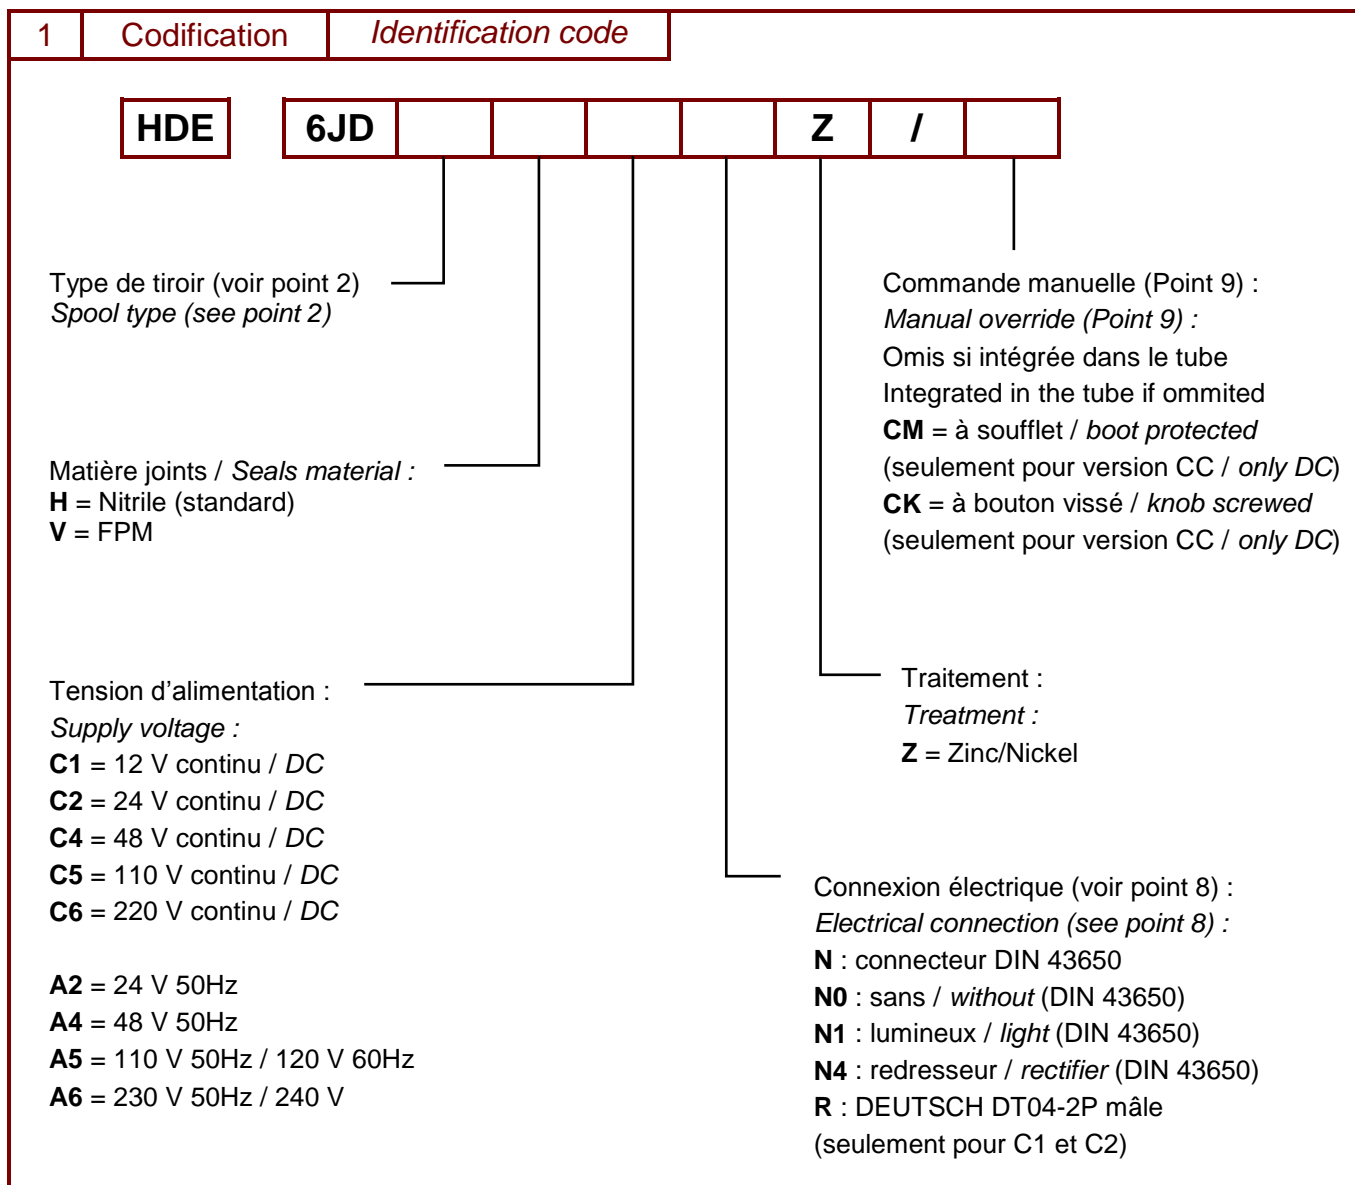 1 Codification Identification code
HDE 6JD Z /
Type de tiroir (voir point 2)
Spool type (see point 2)
Matière joints / Seals material :
H = Nitrile (standard)
V = FPM
Tension d’alimentation :
Supply voltage :
C1 = 12 V continu / DC
C2 = 24 V continu / DC
C4 = 48 V continu / DC
C5 = 110 V continu / DC
C6 = 220 V continu / DC
A2 = 24 V 50Hz
A4 = 48 V 50Hz
A5 = 110 V 50Hz / 120 V 60Hz
A6 = 230 V 50Hz / 240 V
Commande manuelle (Point 9) :
Manual override (Point 9) :
Omis si intégrée dans le tube
Integrated in the tube if ommited
CM = à soufflet / boot protected
(seulement pour version CC / only DC)
CK = à bouton vissé / knob screwed
(seulement pour version CC / only DC)
Traitement :
Treatment :
Z = Zinc/Nickel
Connexion électrique (voir point 8) :
Electrical connection (see point 8) :
N : connecteur DIN 43650
N0 : sans / without (DIN 43650)
N1 : lumineux / light (DIN 43650)
N4 : redresseur / rectifier (DIN 43650)
R : DEUTSCH DT04-2P mâle
(seulement pour C1 et C2)